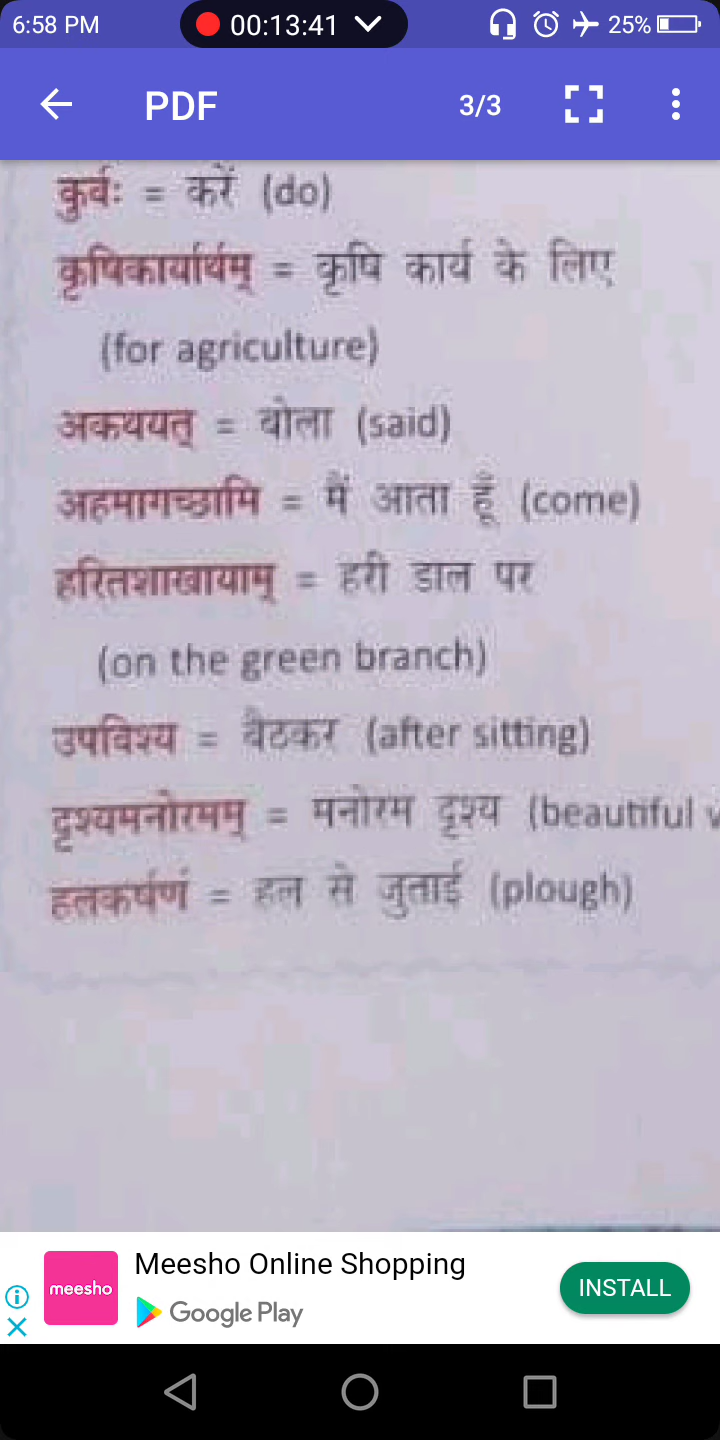 6:58 PM 00:13:41 25%
PDF 3/3
कुर्वः = करें (do)
कृषिकार्यार्थम् = कृषि कार्य के लिए
(for agriculture)
अकथयत् = बोला (said)
अहमागच्छामि = मैं आता हूँ (come)
हरितशाखायाम् = हरी डाल पर
(on the green branch)
उपविश्य = बैठकर (after sitting)
दृश्यमनोरमम् = मनोरम दृश्य (beautiful v
हलकर्षणं = हल से जुताई (plough)
Meesho Online Shopping
meesho
INSTALL
Google Play